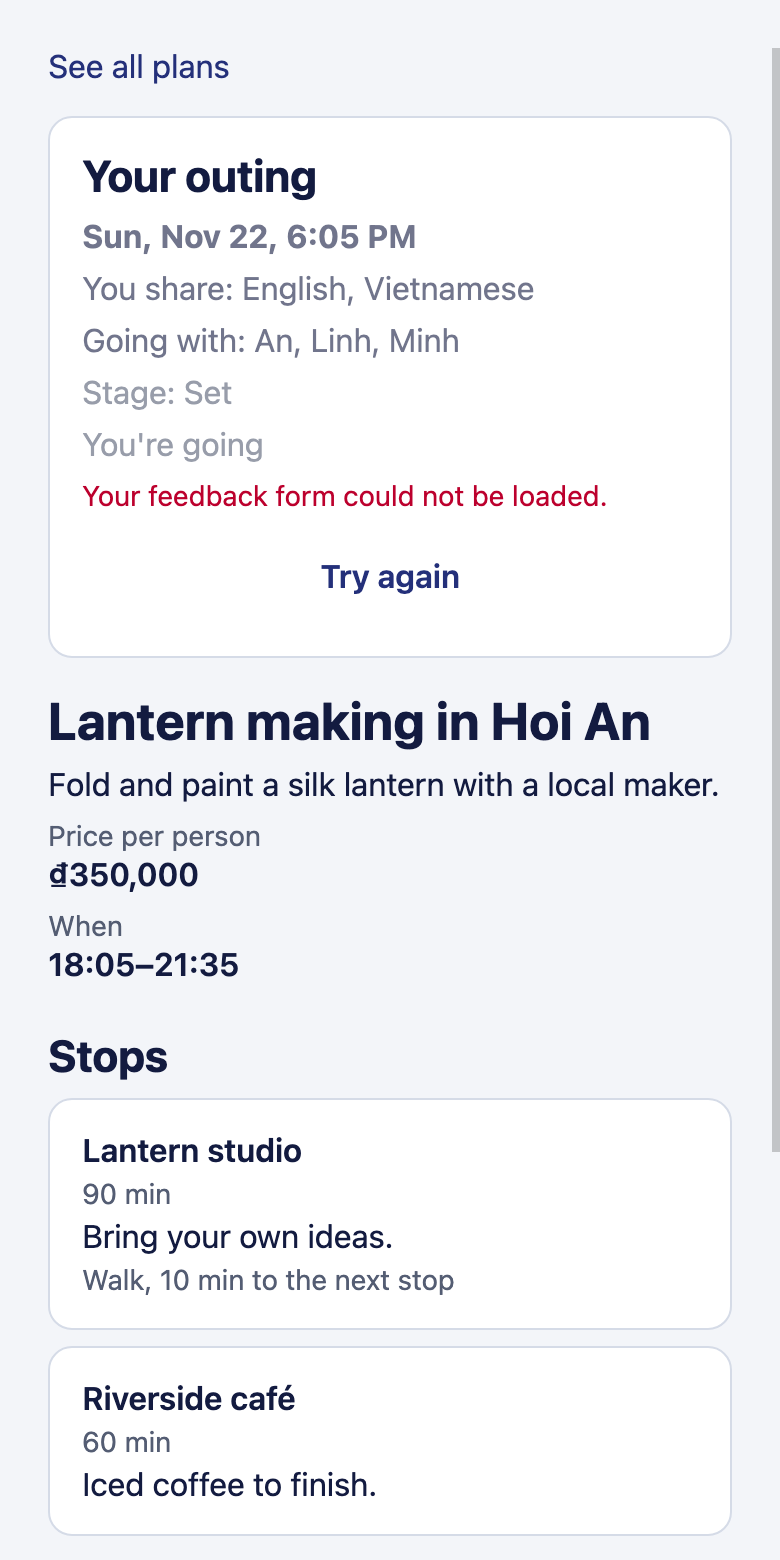 See all plans
Your outing
Sun, Nov 22, 6:05 PM
You share: English, Vietnamese
Going with: An, Linh, Minh
Stage: Set
You're going
Your feedback form could not be loaded.
Try again
Lantern making in Hoi An
Fold and paint a silk lantern with a local maker.
Price per person
₫350,000
When
18:05–21:35
Stops
Lantern studio
90 min
Bring your own ideas.
Walk, 10 min to the next stop
Riverside café
60 min
Iced coffee to finish.